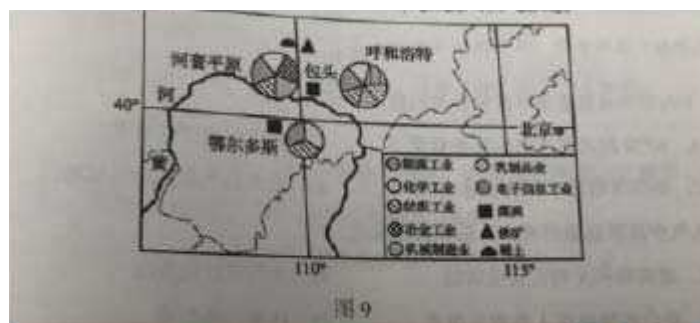 河套平原
包头
呼和浩特
河
40°
鄂尔多斯
北京
黄
能源工业
乳制品业
化学工业
电子信息工业
纺织工业
煤炭
冶金工业
铁矿
机械制造业
稀土
110°
115°
图9